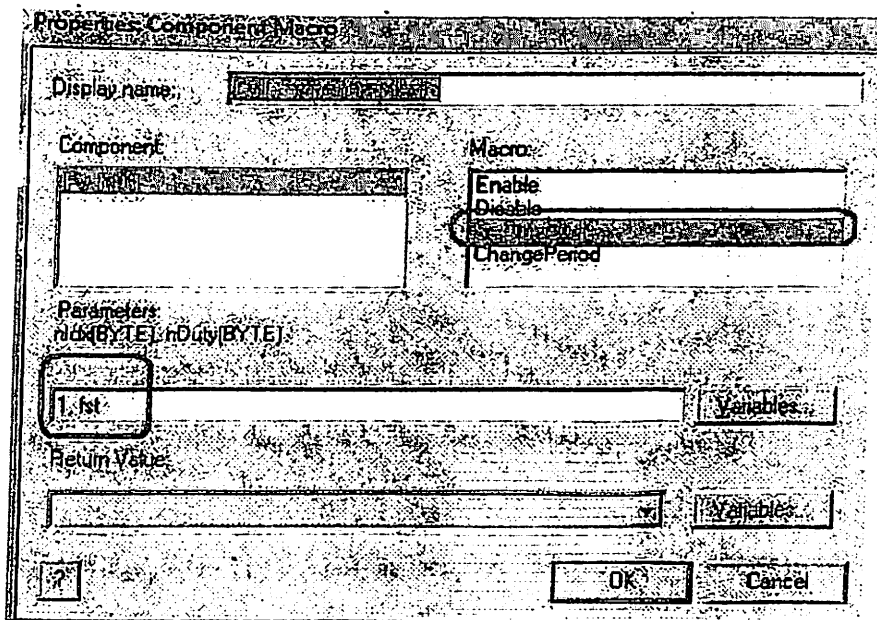 Properties: Component Macro
Display name:
Component:
Macro:
Enable
Disable
ChangePeriod
Parameters:
nIdx(BYTE), nDuty(BYTE)
1, fst
Variables...
Return Value:
Variables...
?
OK
Cancel